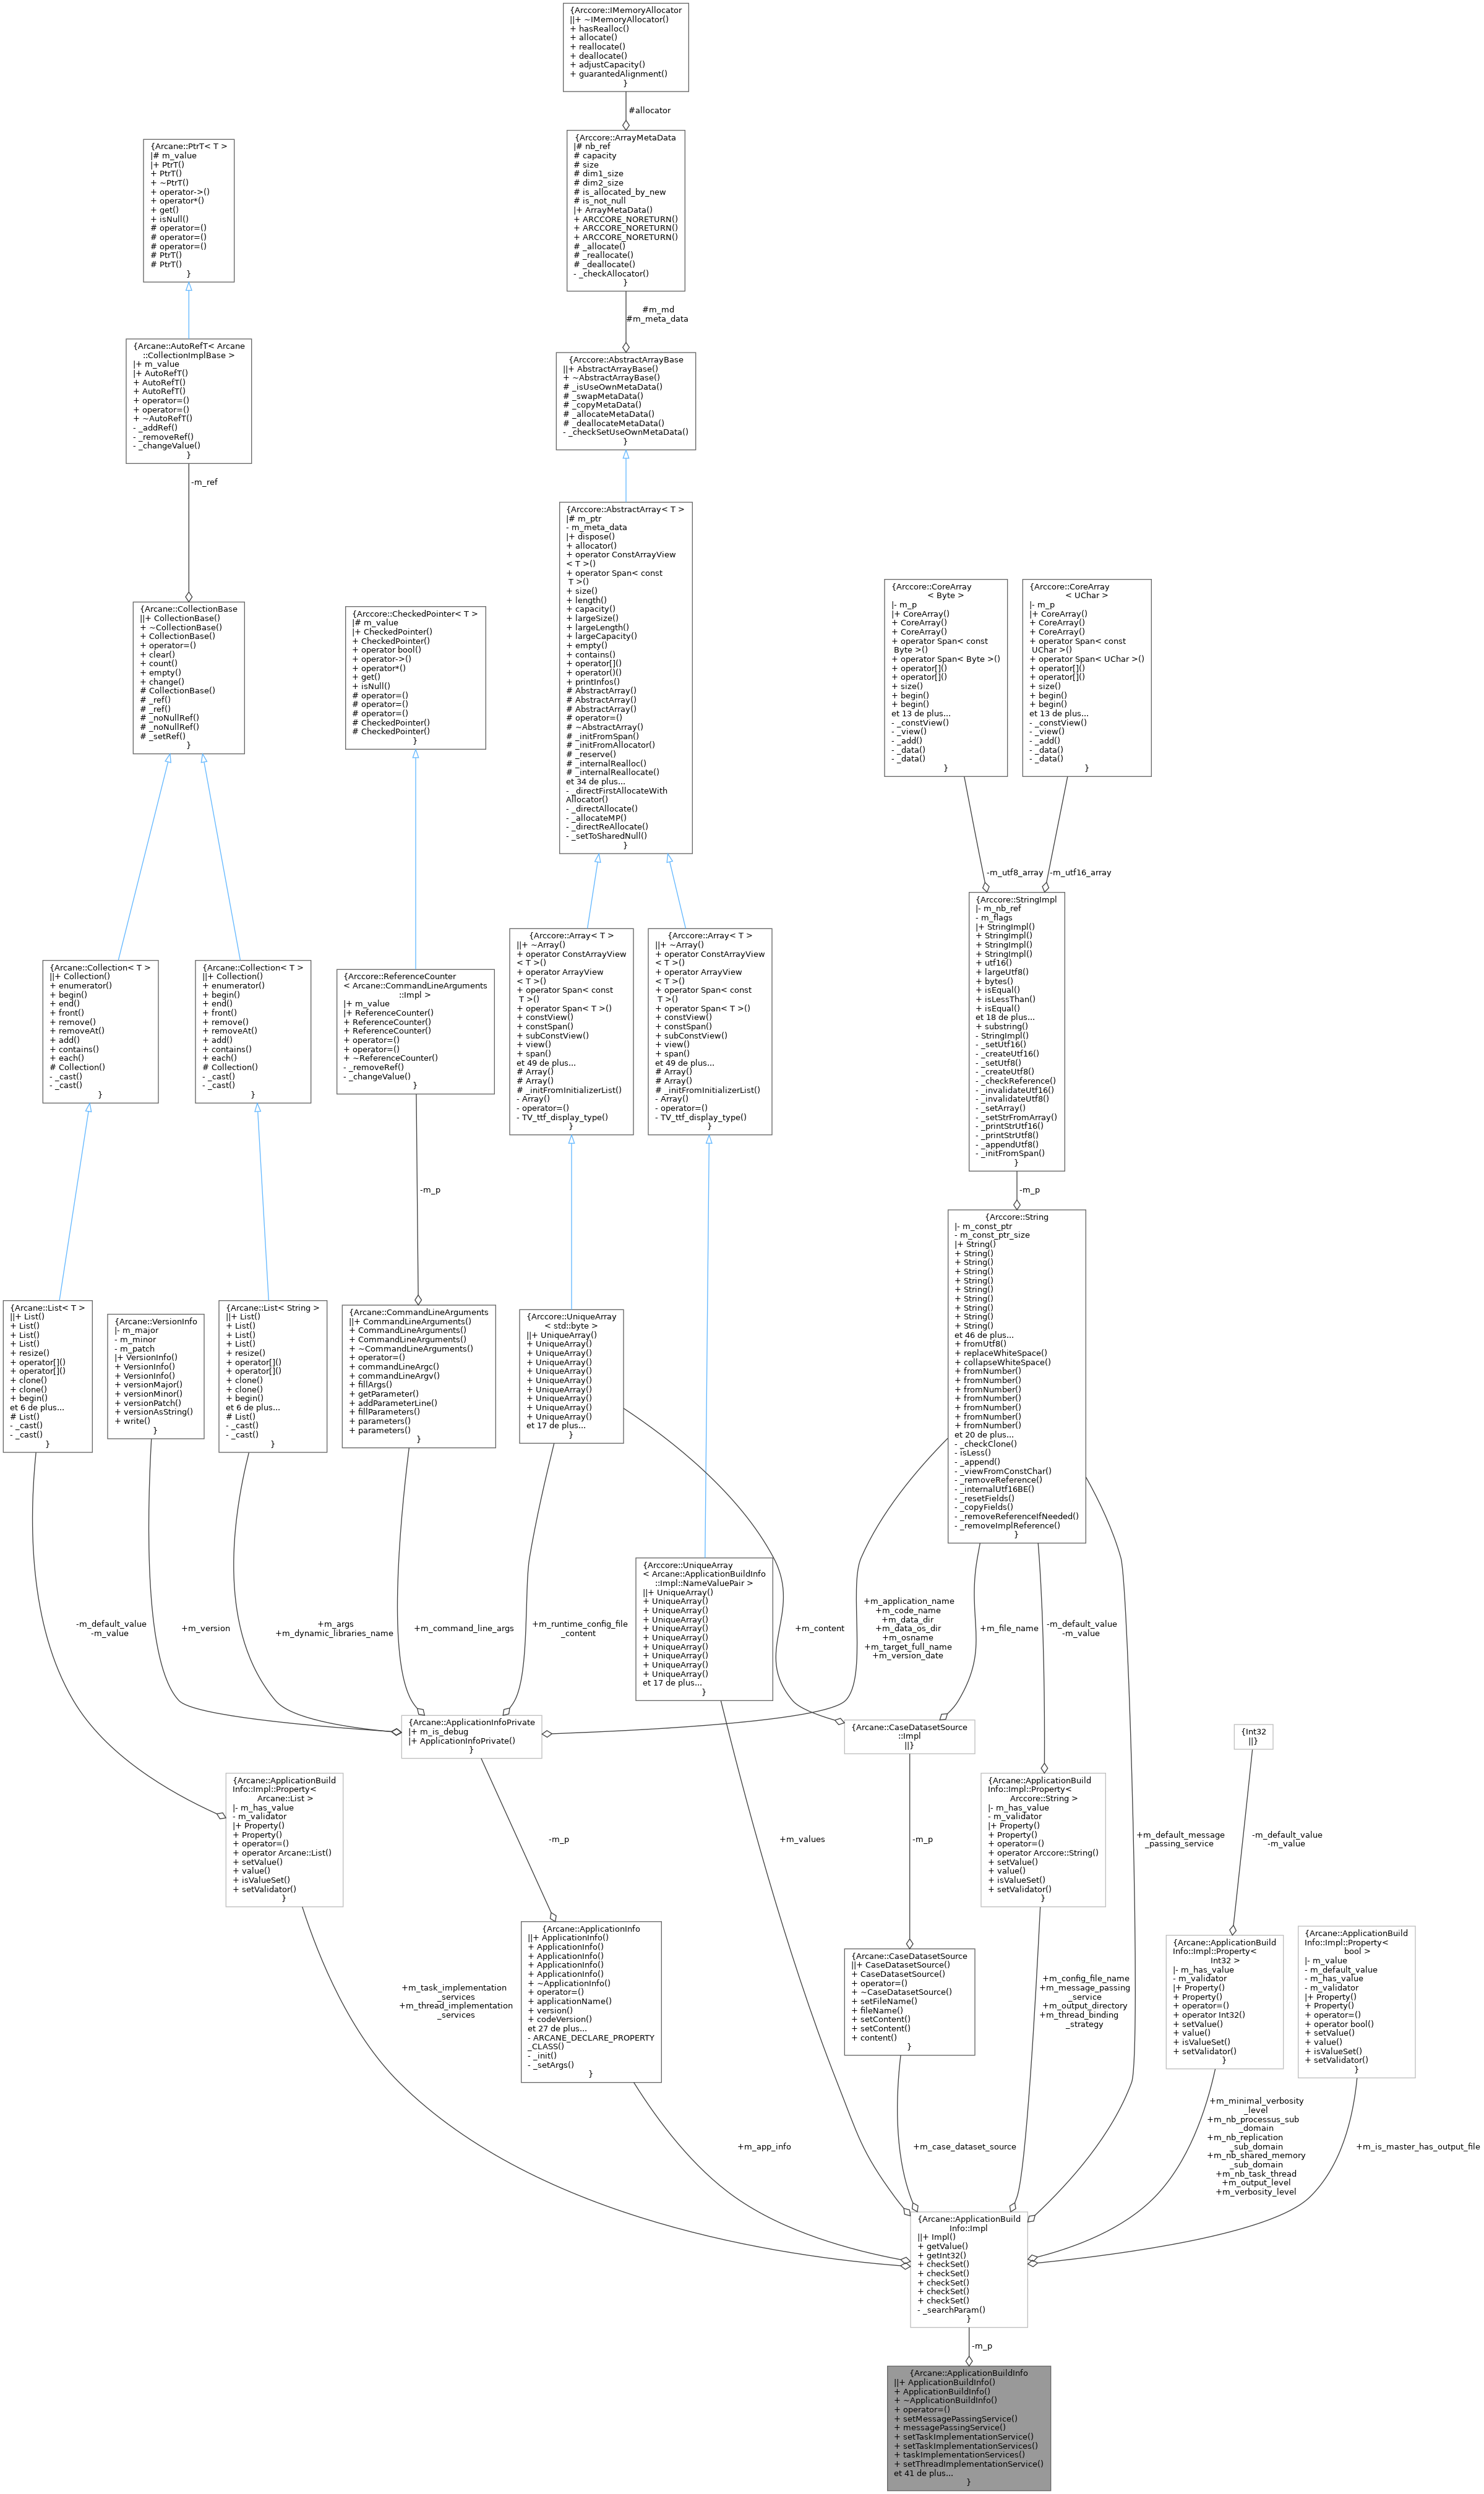 {Arccore::IMemoryAllocator
||+ ~IMemoryAllocator()
+ hasRealloc()
+ allocate()
+ reallocate()
+ deallocate()
+ adjustCapacity()
+ guarantedAlignment()
}
#allocator
{Arccore::ArrayMetaData
|# nb_ref
# capacity
# size
# dim1_size
# dim2_size
# is_allocated_by_new
# is_not_null
|+ ArrayMetaData()
+ ARCCORE_NORETURN()
+ ARCCORE_NORETURN()
+ ARCCORE_NORETURN()
# _allocate()
# _reallocate()
# _deallocate()
- _checkAllocator()
}
{Arcane::PtrT< T >
|# m_value
|+ PtrT()
+ PtrT()
+ ~PtrT()
+ operator->()
+ operator*()
+ get()
+ isNull()
# operator=()
# operator=()
# operator=()
# PtrT()
# PtrT()
}
#m_md
#m_meta_data
{Arcane::AutoRefT< Arcane
::CollectionImplBase >
|+ m_value
|+ AutoRefT()
+ AutoRefT()
+ AutoRefT()
+ operator=()
+ operator=()
+ ~AutoRefT()
- _addRef()
- _removeRef()
- _changeValue()
}
{Arccore::AbstractArrayBase
||+ AbstractArrayBase()
+ ~AbstractArrayBase()
# _isUseOwnMetaData()
# _swapMetaData()
# _copyMetaData()
# _allocateMetaData()
# _deallocateMetaData()
- _checkSetUseOwnMetaData()
}
-m_ref
{Arccore::AbstractArray< T >
|# m_ptr
- m_meta_data
|+ dispose()
+ allocator()
+ operator ConstArrayView
< T >()
+ operator Span< const
T >()
+ size()
+ length()
+ capacity()
+ largeSize()
+ largeLength()
+ largeCapacity()
+ empty()
+ contains()
+ operator[]()
+ operator()()
+ printInfos()
# AbstractArray()
# AbstractArray()
# AbstractArray()
# operator=()
# ~AbstractArray()
# _initFromSpan()
# _initFromAllocator()
# _reserve()
# _internalRealloc()
# _internalReallocate()
et 34 de plus...
- _directFirstAllocateWith
Allocator()
- _directAllocate()
- _allocateMP()
- _directReAllocate()
- _setToSharedNull()
}
{Arcane::CollectionBase
||+ CollectionBase()
+ ~CollectionBase()
+ CollectionBase()
+ operator=()
+ clear()
+ count()
+ empty()
+ change()
# CollectionBase()
# _ref()
# _ref()
# _noNullRef()
# _noNullRef()
# _setRef()
}
{Arccore::CheckedPointer< T >
|# m_value
|+ CheckedPointer()
+ CheckedPointer()
+ operator bool()
+ operator->()
+ operator*()
+ get()
+ isNull()
# operator=()
# operator=()
# operator=()
# CheckedPointer()
# CheckedPointer()
}
{Arccore::CoreArray
< Byte >
|- m_p
|+ CoreArray()
+ CoreArray()
+ CoreArray()
+ operator Span< const
Byte >()
+ operator Span< Byte >()
+ operator[]()
+ operator[]()
+ size()
+ begin()
+ begin()
et 13 de plus...
- _constView()
- _view()
- _add()
- _data()
- _data()
}
{Arccore::CoreArray
< UChar >
|- m_p
|+ CoreArray()
+ CoreArray()
+ CoreArray()
+ operator Span< const
UChar >()
+ operator Span< UChar >()
+ operator[]()
+ operator[]()
+ size()
+ begin()
+ begin()
et 13 de plus...
- _constView()
- _view()
- _add()
- _data()
- _data()
}
-m_utf8_array
-m_utf16_array
{Arccore::StringImpl
|- m_nb_ref
- m_flags
|+ StringImpl()
+ StringImpl()
+ StringImpl()
+ StringImpl()
+ utf16()
+ largeUtf8()
+ bytes()
+ isEqual()
+ isLessThan()
+ isEqual()
et 18 de plus...
+ substring()
- StringImpl()
- _setUtf16()
- _createUtf16()
- _setUtf8()
- _createUtf8()
- _checkReference()
- _invalidateUtf16()
- _invalidateUtf8()
- _setArray()
- _setStrFromArray()
- _printStrUtf16()
- _printStrUtf8()
- _appendUtf8()
- _initFromSpan()
}
{Arcane::Collection< T >
||+ Collection()
+ enumerator()
+ begin()
+ end()
+ front()
+ remove()
+ removeAt()
+ add()
+ contains()
+ each()
# Collection()
- _cast()
- _cast()
}
{Arcane::Collection< T >
||+ Collection()
+ enumerator()
+ begin()
+ end()
+ front()
+ remove()
+ removeAt()
+ add()
+ contains()
+ each()
# Collection()
- _cast()
- _cast()
}
{Arccore::ReferenceCounter
< Arcane::CommandLineArguments
::Impl >
|+ m_value
|+ ReferenceCounter()
+ ReferenceCounter()
+ ReferenceCounter()
+ operator=()
+ operator=()
+ ~ReferenceCounter()
- _removeRef()
- _changeValue()
}
{Arccore::Array< T >
||+ ~Array()
+ operator ConstArrayView
< T >()
+ operator ArrayView
< T >()
+ operator Span< const
T >()
+ operator Span< T >()
+ constView()
+ constSpan()
+ subConstView()
+ view()
+ span()
et 49 de plus...
# Array()
# Array()
# _initFromInitializerList()
- Array()
- operator=()
- TV_ttf_display_type()
}
{Arccore::Array< T >
||+ ~Array()
+ operator ConstArrayView
< T >()
+ operator ArrayView
< T >()
+ operator Span< const
T >()
+ operator Span< T >()
+ constView()
+ constSpan()
+ subConstView()
+ view()
+ span()
et 49 de plus...
# Array()
# Array()
# _initFromInitializerList()
- Array()
- operator=()
- TV_ttf_display_type()
}
-m_p
-m_p
{Arccore::String
|- m_const_ptr
- m_const_ptr_size
|+ String()
+ String()
+ String()
+ String()
+ String()
+ String()
+ String()
+ String()
+ String()
+ String()
et 46 de plus...
+ fromUtf8()
+ replaceWhiteSpace()
+ collapseWhiteSpace()
+ fromNumber()
+ fromNumber()
+ fromNumber()
+ fromNumber()
+ fromNumber()
+ fromNumber()
+ fromNumber()
et 20 de plus...
- _checkClone()
- isLess()
- _append()
- _viewFromConstChar()
- _removeReference()
- _internalUtf16BE()
- _resetFields()
- _copyFields()
- _removeReferenceIfNeeded()
- _removeImplReference()
}
{Arcane::List< T >
||+ List()
+ List()
+ List()
+ List()
+ resize()
+ operator[]()
+ operator[]()
+ clone()
+ clone()
+ begin()
et 6 de plus...
# List()
- _cast()
- _cast()
}
{Arcane::VersionInfo
|- m_major
- m_minor
- m_patch
|+ VersionInfo()
+ VersionInfo()
+ VersionInfo()
+ versionMajor()
+ versionMinor()
+ versionPatch()
+ versionAsString()
+ write()
}
{Arcane::List< String >
||+ List()
+ List()
+ List()
+ List()
+ resize()
+ operator[]()
+ operator[]()
+ clone()
+ clone()
+ begin()
et 6 de plus...
# List()
- _cast()
- _cast()
}
{Arcane::CommandLineArguments
||+ CommandLineArguments()
+ CommandLineArguments()
+ CommandLineArguments()
+ ~CommandLineArguments()
+ operator=()
+ commandLineArgc()
+ commandLineArgv()
+ fillArgs()
+ getParameter()
+ addParameterLine()
+ fillParameters()
+ parameters()
+ parameters()
}
{Arccore::UniqueArray
< std::byte >
||+ UniqueArray()
+ UniqueArray()
+ UniqueArray()
+ UniqueArray()
+ UniqueArray()
+ UniqueArray()
+ UniqueArray()
+ UniqueArray()
+ UniqueArray()
+ UniqueArray()
et 17 de plus...
}
{Arccore::UniqueArray
< Arcane::ApplicationBuildInfo
::Impl::NameValuePair >
||+ UniqueArray()
+ UniqueArray()
+ UniqueArray()
+ UniqueArray()
+ UniqueArray()
+ UniqueArray()
+ UniqueArray()
+ UniqueArray()
+ UniqueArray()
+ UniqueArray()
et 17 de plus...
}
-m_default_value
-m_value
+m_version
+m_args
+m_dynamic_libraries_name
+m_command_line_args
+m_runtime_config_file
_content
+m_content
+m_application_name
+m_code_name
+m_data_dir
+m_data_os_dir
+m_osname
+m_target_full_name
+m_version_date
+m_file_name
-m_default_value
-m_value
{Arcane::ApplicationInfoPrivate
|+ m_is_debug
|+ ApplicationInfoPrivate()
}
{Arcane::CaseDatasetSource
::Impl
||}
{Int32
||}
{Arcane::ApplicationBuild
Info::Impl::Property<
Arcane::List >
|- m_has_value
- m_validator
|+ Property()
+ Property()
+ operator=()
+ operator Arcane::List()
+ setValue()
+ value()
+ isValueSet()
+ setValidator()
}
-m_p
+m_values
-m_p
{Arcane::ApplicationBuild
Info::Impl::Property<
Arccore::String >
|- m_has_value
- m_validator
|+ Property()
+ Property()
+ operator=()
+ operator Arccore::String()
+ setValue()
+ value()
+ isValueSet()
+ setValidator()
}
+m_default_message
_passing_service
-m_default_value
-m_value
{Arcane::ApplicationInfo
||+ ApplicationInfo()
+ ApplicationInfo()
+ ApplicationInfo()
+ ApplicationInfo()
+ ApplicationInfo()
+ ~ApplicationInfo()
+ operator=()
+ applicationName()
+ version()
+ codeVersion()
et 27 de plus...
- ARCANE_DECLARE_PROPERTY
_CLASS()
- _init()
- _setArgs()
}
{Arcane::CaseDatasetSource
||+ CaseDatasetSource()
+ CaseDatasetSource()
+ operator=()
+ ~CaseDatasetSource()
+ setFileName()
+ fileName()
+ setContent()
+ setContent()
+ content()
}
{Arcane::ApplicationBuild
Info::Impl::Property<
Int32 >
|- m_has_value
- m_validator
|+ Property()
+ Property()
+ operator=()
+ operator Int32()
+ setValue()
+ value()
+ isValueSet()
+ setValidator()
}
{Arcane::ApplicationBuild
Info::Impl::Property<
bool >
|- m_value
- m_default_value
- m_has_value
- m_validator
|+ Property()
+ Property()
+ operator=()
+ operator bool()
+ setValue()
+ value()
+ isValueSet()
+ setValidator()
}
+m_task_implementation
_services
+m_thread_implementation
_services
+m_config_file_name
+m_message_passing
_service
+m_output_directory
+m_thread_binding
_strategy
+m_app_info
+m_case_dataset_source
+m_minimal_verbosity
_level
+m_nb_processus_sub
_domain
+m_nb_replication
_sub_domain
+m_nb_shared_memory
_sub_domain
+m_nb_task_thread
+m_output_level
+m_verbosity_level
+m_is_master_has_output_file
{Arcane::ApplicationBuild
Info::Impl
||+ Impl()
+ getValue()
+ getInt32()
+ checkSet()
+ checkSet()
+ checkSet()
+ checkSet()
+ checkSet()
- _searchParam()
}
-m_p
{Arcane::ApplicationBuildInfo
||+ ApplicationBuildInfo()
+ ApplicationBuildInfo()
+ ~ApplicationBuildInfo()
+ operator=()
+ setMessagePassingService()
+ messagePassingService()
+ setTaskImplementationService()
+ setTaskImplementationServices()
+ taskImplementationServices()
+ setThreadImplementationService()
et 41 de plus...
}